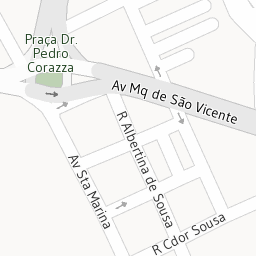 Praça Dr.
Pedro
Corazza
Av Mq de São Vicente
R Albertina de Sousa
Av Sta Marina
R Cdor Sousa